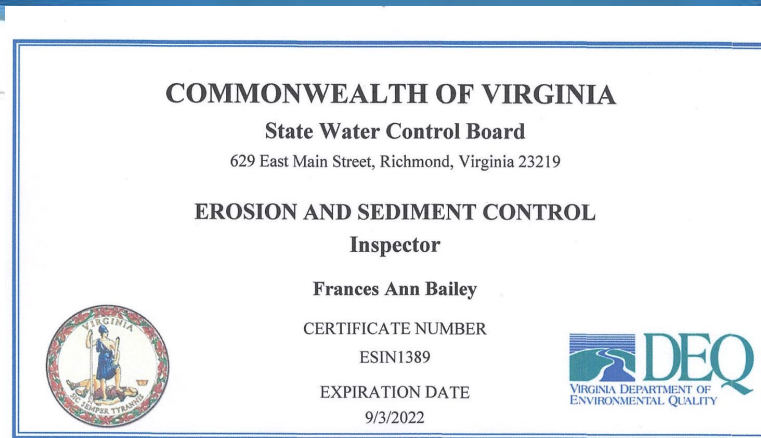 COMMONWEALTH OF VIRGINIA
State Water Control Board
629 East Main Street, Richmond, Virginia 23219
EROSION AND SEDIMENT CONTROL
Inspector
Frances Ann Bailey
CERTIFICATE NUMBER
ESIN1389
EXPIRATION DATE
9/3/2022
VIRGINIA
SIC SEMPER TYRANNIS
DEQ
VIRGINIA DEPARTMENT OF
ENVIRONMENTAL QUALITY